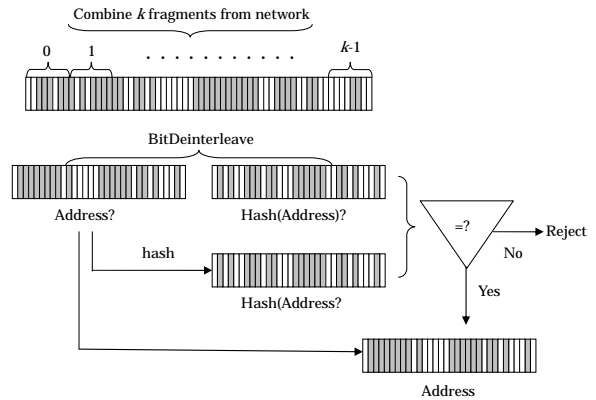 Combine k fragments from network
0 1 . . . . . . . . . . . k-1
BitDeinterleave
Address? Hash(Address)?
=?
Reject
No
hash
Hash(Address?
Yes
Address